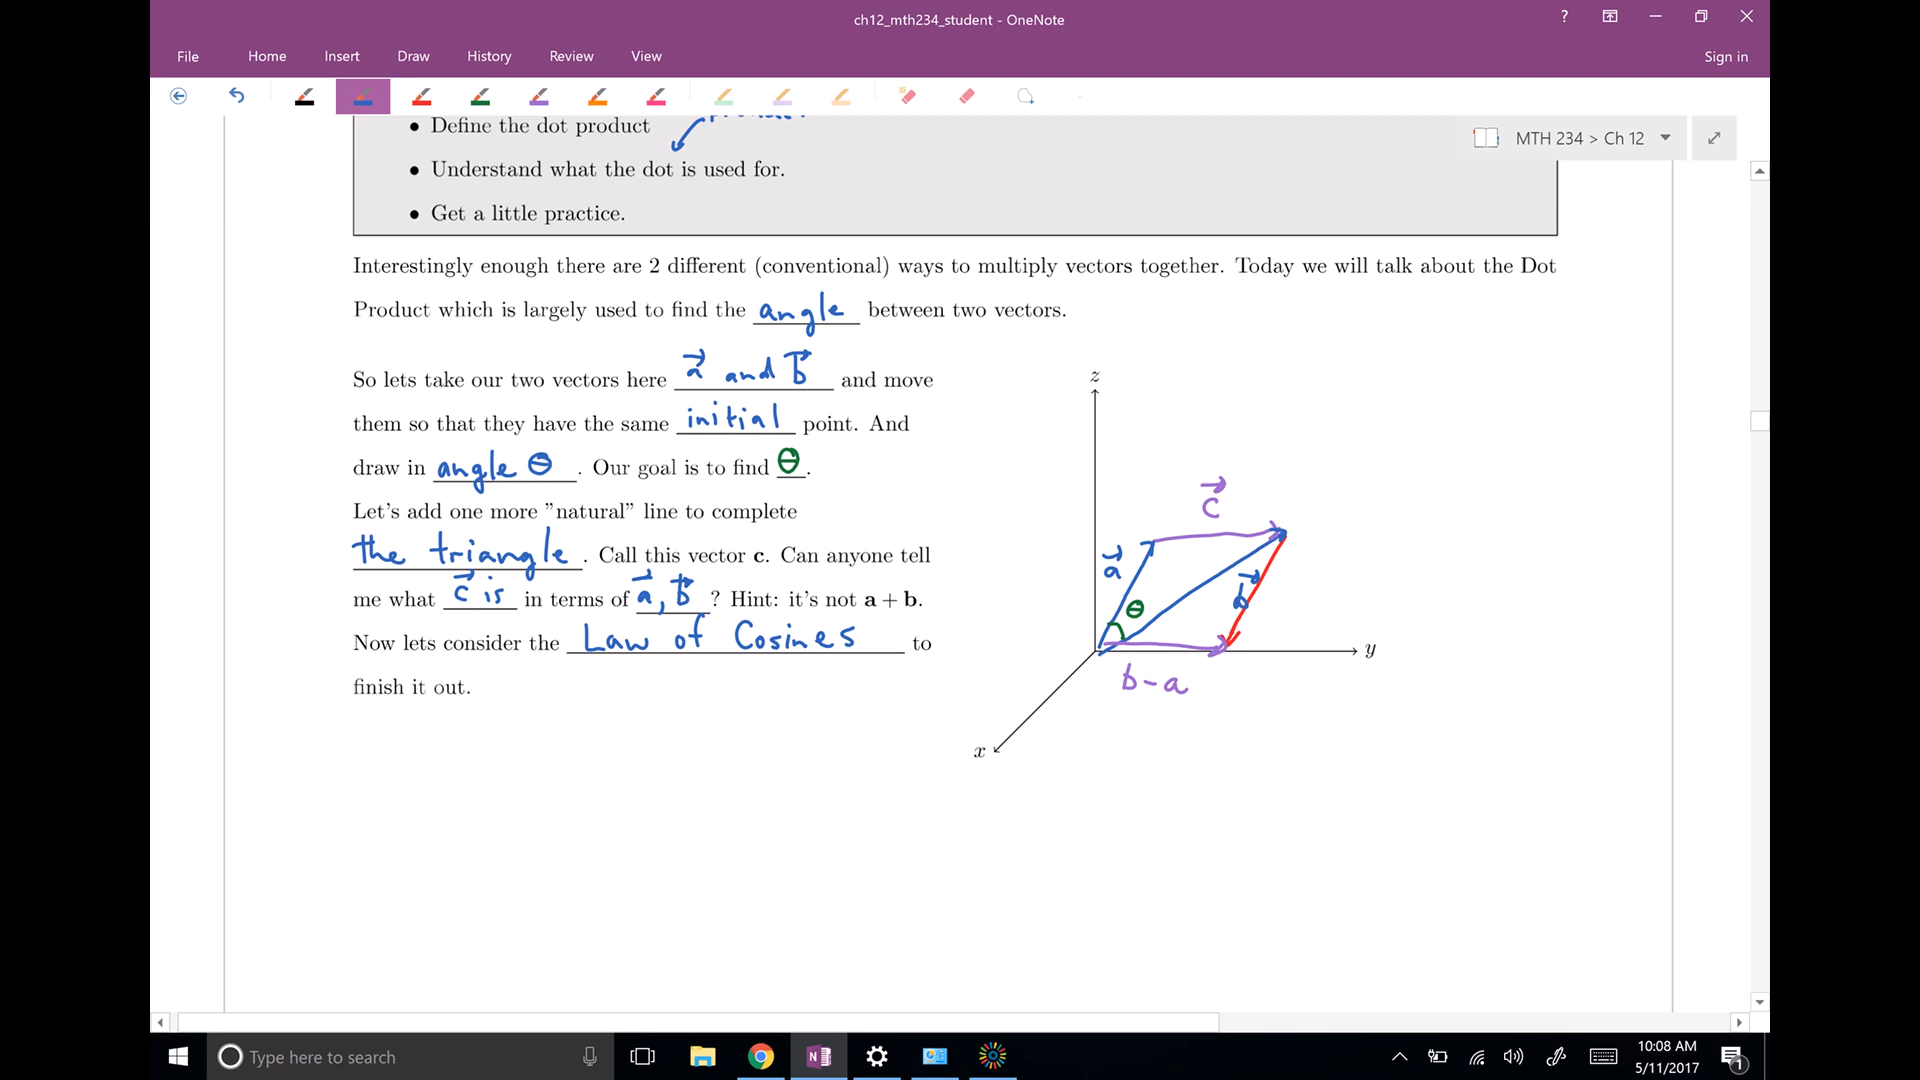 ch12_mth234_student - OneNote
File Home Insert Draw History Review View Sign in
MTH 234 > Ch 12
• Define the dot product
• Understand what the dot is used for.
• Get a little practice.
Interestingly enough there are 2 different (conventional) ways to multiply vectors together. Today we will talk about the Dot
Product which is largely used to find the angle between two vectors.
So lets take our two vectors here a⃗ and b⃗ and move
them so that they have the same initial point. And
draw in angle θ. Our goal is to find θ.
Let's add one more "natural" line to complete
the triangle. Call this vector c. Can anyone tell
me what c⃗ is in terms of a⃗, b⃗? Hint: it's not a + b.
Now lets consider the Law of Cosines to
finish it out.
z
c⃗
a⃗
b⃗
θ
y
b - a
x
Type here to search
10:08 AM
5/11/2017
1